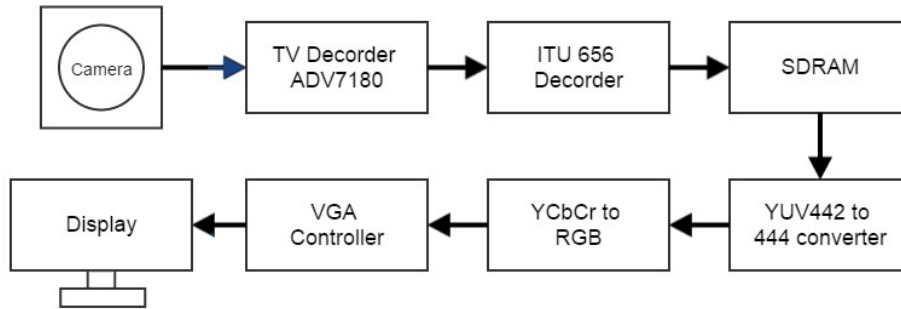 Camera
TV Decorder
ADV7180
ITU 656
Decorder
SDRAM
Display
VGA
Controller
YCbCr to
RGB
YUV442 to
444 converter